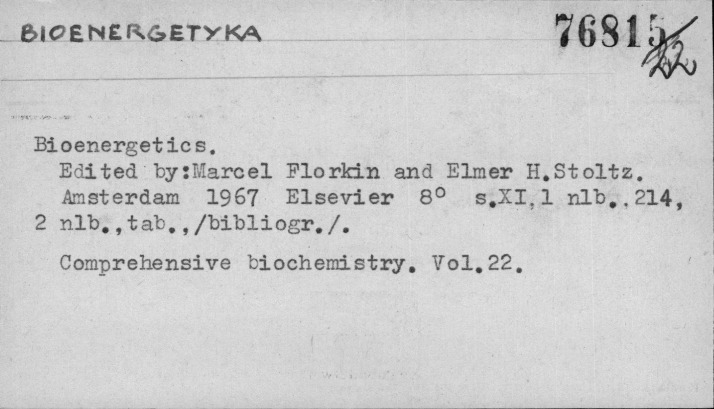 BIOENERGETYKA
76815/22
Bioenergetics.
Edited by:Marcel Florkin and Elmer H.Stoltz.
Amsterdam 1967 Elsevier 8° s.XI,1 nlb.,214,
2 nlb.,tab.,/bibliogr./.
Comprehensive biochemistry. Vol.22.